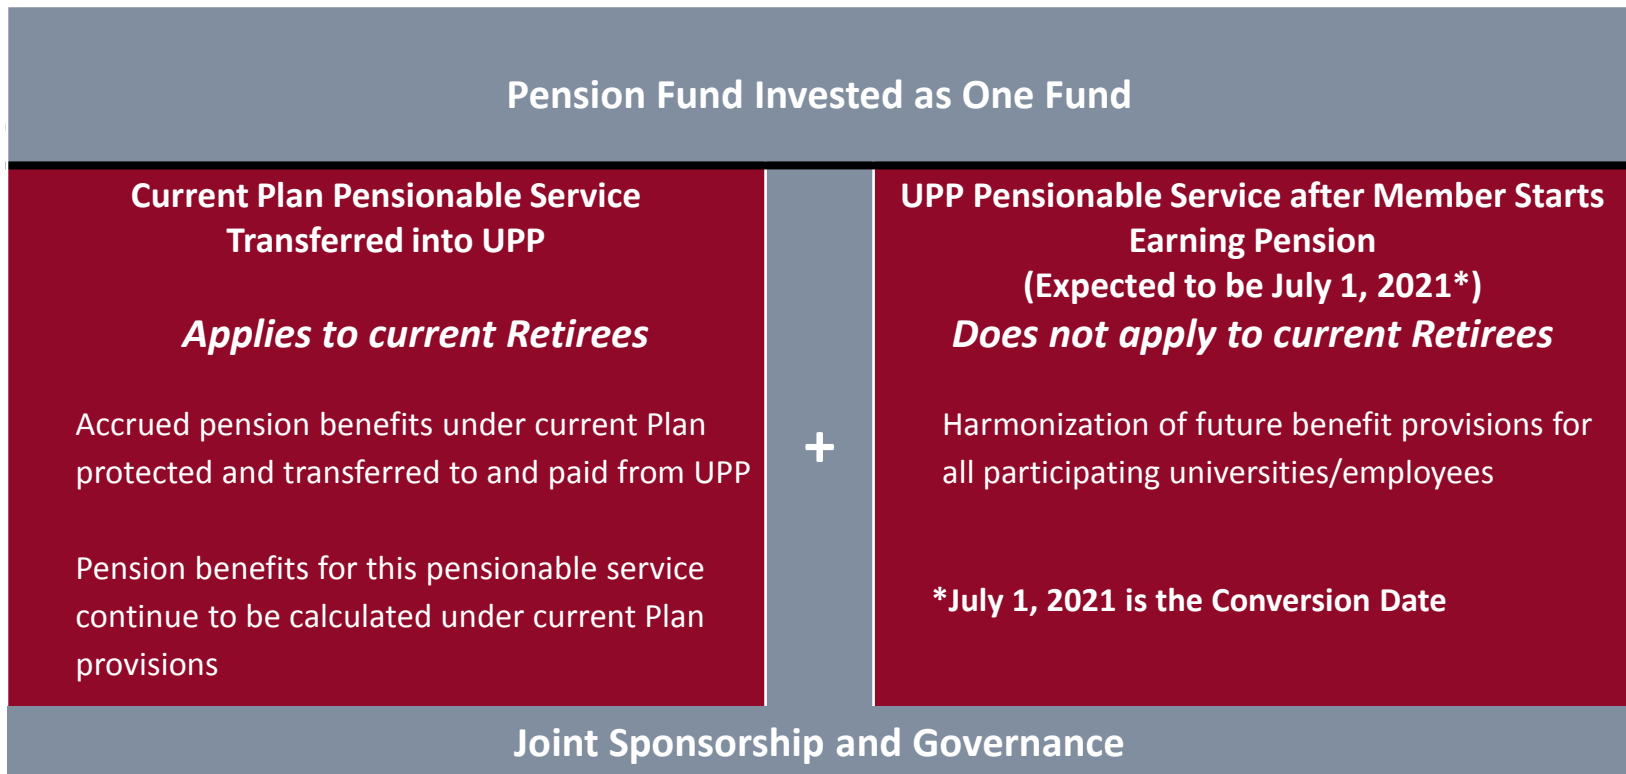 Pension Fund Invested as One Fund
Current Plan Pensionable Service
Transferred into UPP
Applies to current Retirees
Accrued pension benefits under current Plan
protected and transferred to and paid from UPP
Pension benefits for this pensionable service
continue to be calculated under current Plan
provisions
+
UPP Pensionable Service after Member Starts
Earning Pension
(Expected to be July 1, 2021*)
Does not apply to current Retirees
Harmonization of future benefit provisions for
all participating universities/employees
*July 1, 2021 is the Conversion Date
Joint Sponsorship and Governance